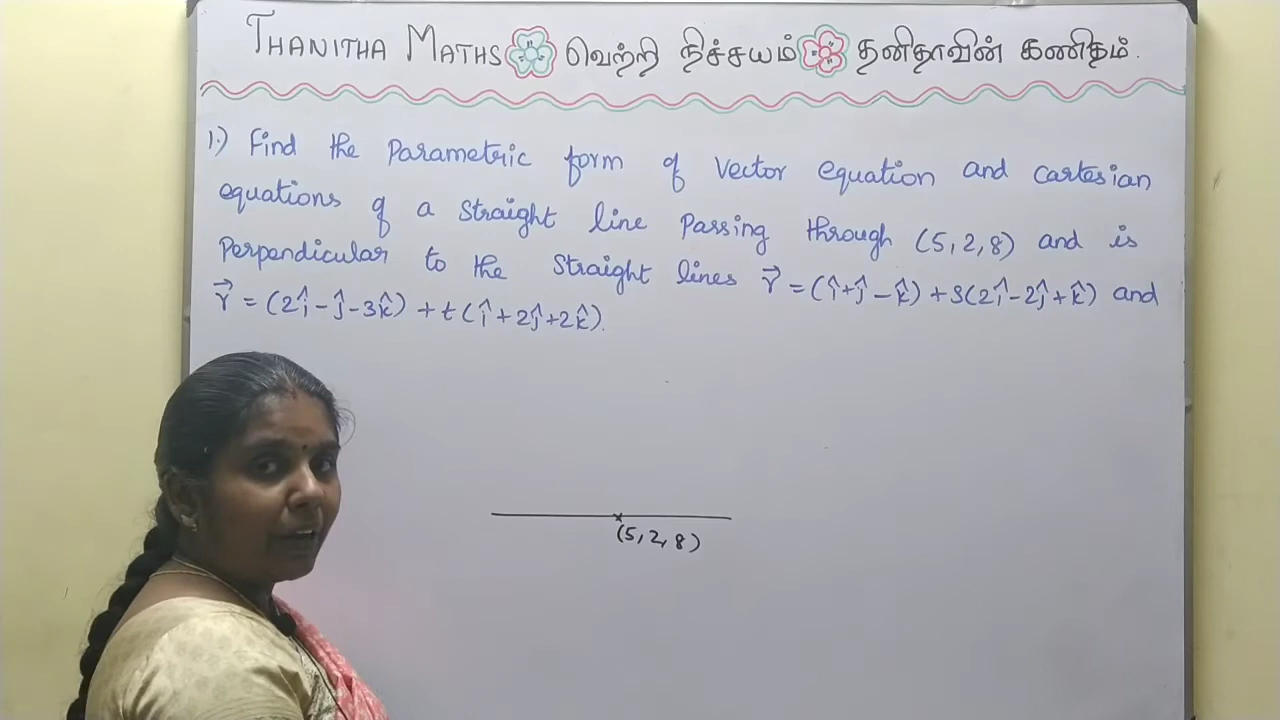 THANITHA MATHS வெற்றி நிச்சயம் தனிதாவின் கணிதம்.
1.) Find the Parametric form of Vector equation and cartesian
equations of a straight line passing through (5, 2, 8) and is
Perpendicular to the straight lines r⃗ = (î+ĵ-k̂) + s(2î-2ĵ+k̂) and
r⃗ = (2î-ĵ-3k̂) + t(î+2ĵ+2k̂).
(5, 2, 8)